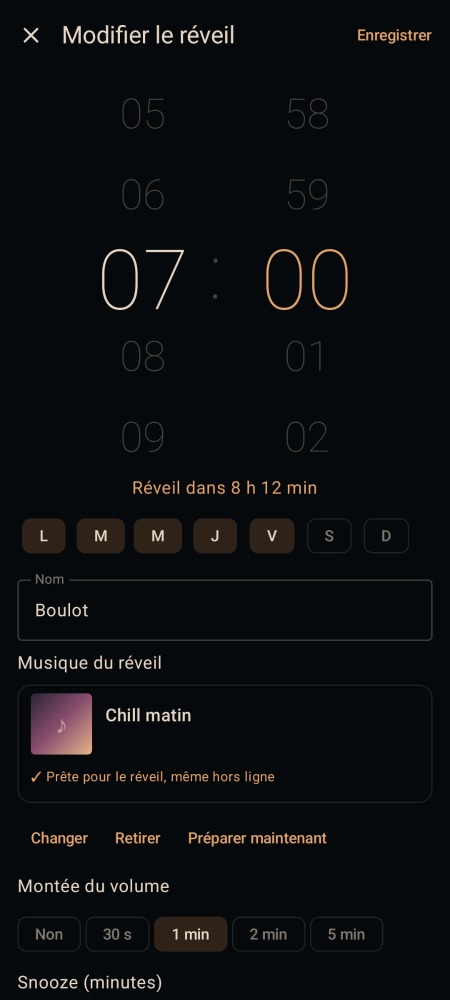 Modifier le réveil
Enregistrer
05 58
06 59
07 : 00
08 01
09 02
Réveil dans 8 h 12 min
L M M J V S D
Nom
Boulot
Musique du réveil
Chill matin
✓ Prête pour le réveil, même hors ligne
Changer Retirer Préparer maintenant
Montée du volume
Non 30 s 1 min 2 min 5 min
Snooze (minutes)